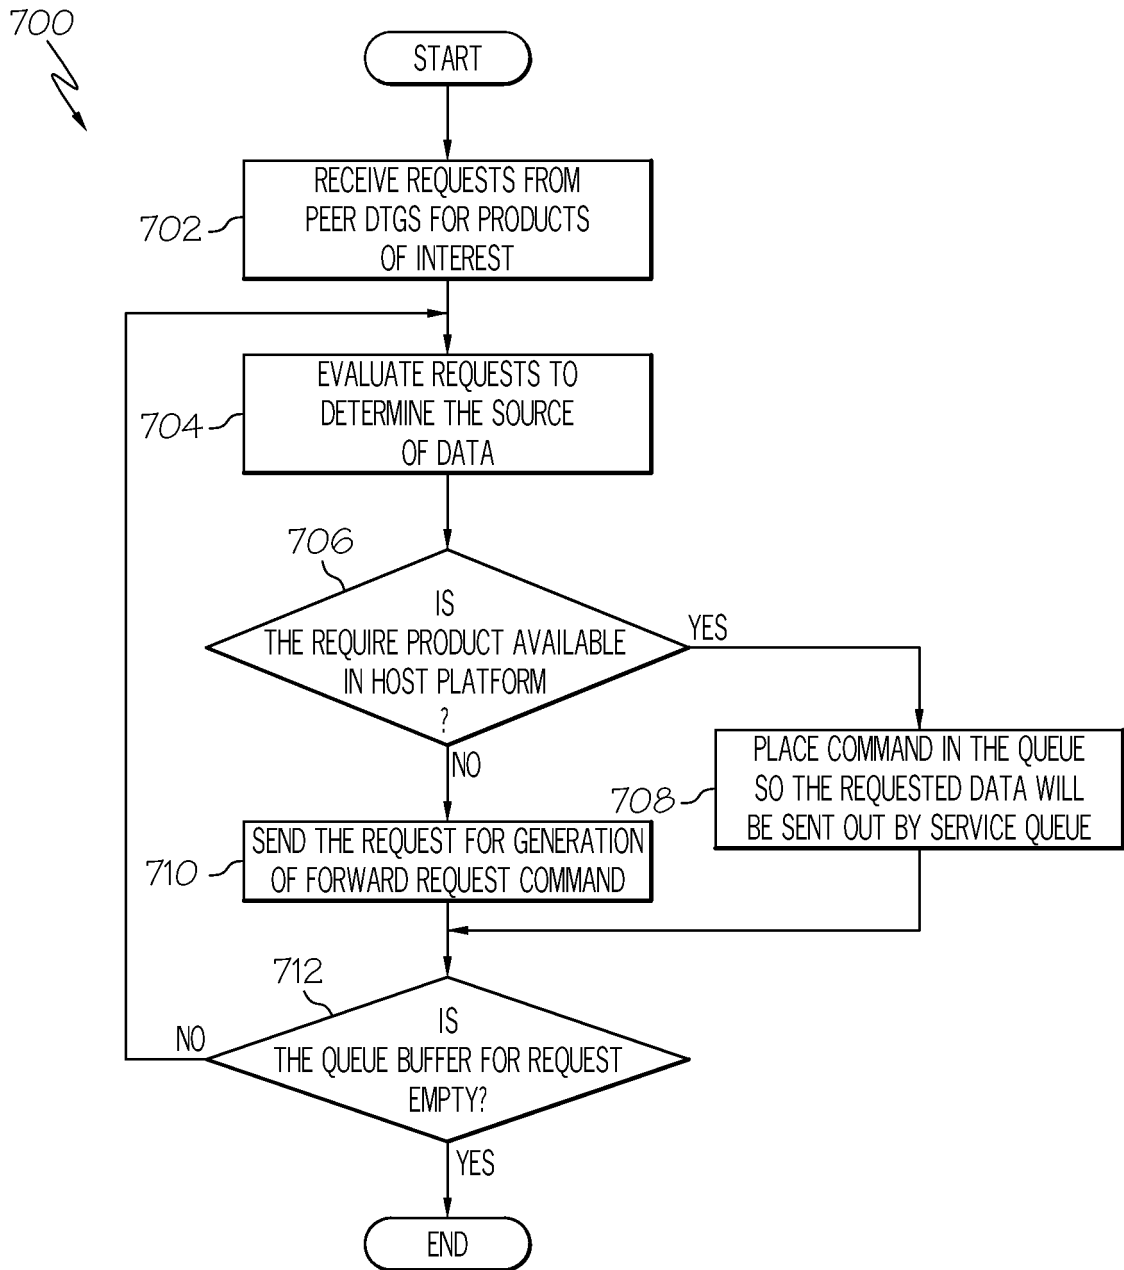 700
START
702
RECEIVE REQUESTS FROM
PEER DTGS FOR PRODUCTS
OF INTEREST
704
EVALUATE REQUESTS TO
DETERMINE THE SOURCE
OF DATA
706
IS
THE REQUIRE PRODUCT AVAILABLE
IN HOST PLATFORM
?
YES
NO
708
PLACE COMMAND IN THE QUEUE
SO THE REQUESTED DATA WILL
BE SENT OUT BY SERVICE QUEUE
710
SEND THE REQUEST FOR GENERATION
OF FORWARD REQUEST COMMAND
712
IS
THE QUEUE BUFFER FOR REQUEST
EMPTY?
NO
YES
END